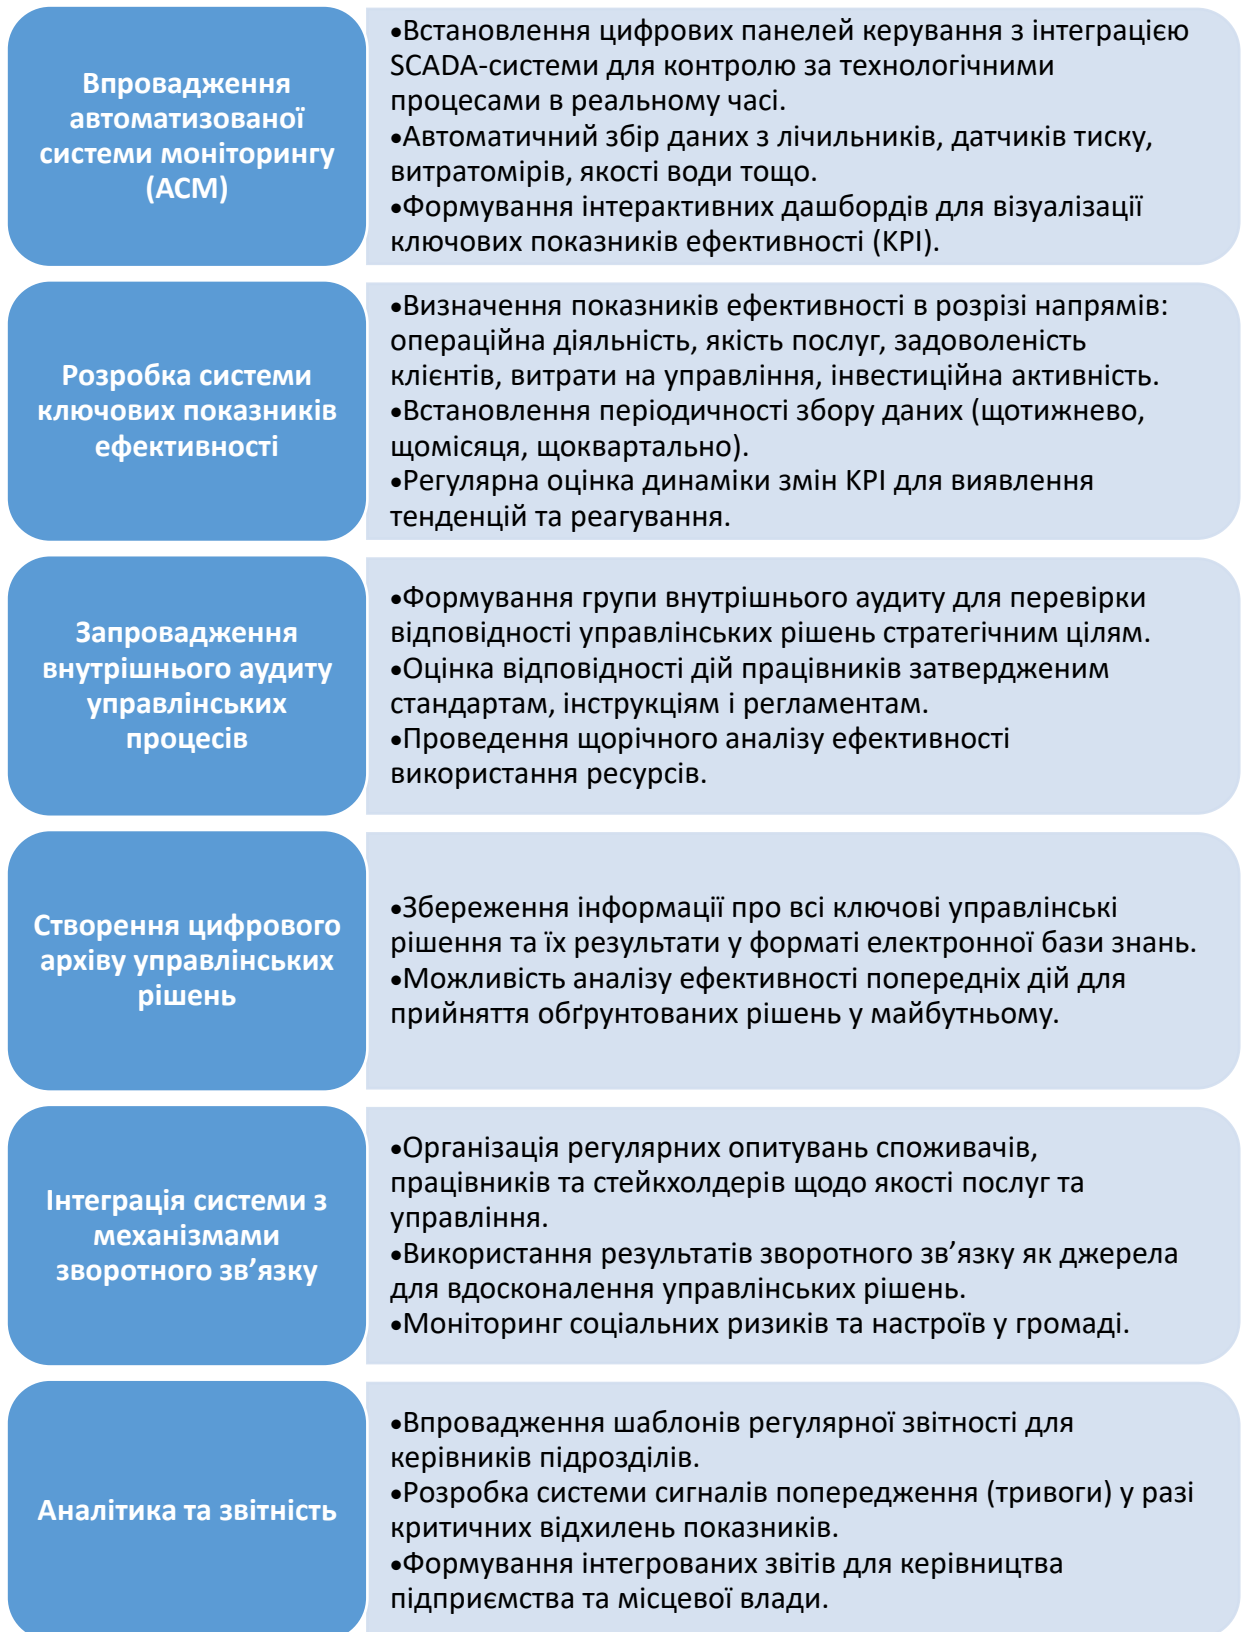 Впровадження
автоматизованої
системи моніторингу
(АСМ)
•Встановлення цифрових панелей керування з інтеграцією
SCADA-системи для контролю за технологічними
процесами в реальному часі.
•Автоматичний збір даних з лічильників, датчиків тиску,
витратомірів, якості води тощо.
•Формування інтерактивних дашбордів для візуалізації
ключових показників ефективності (KPI).
Розробка системи
ключових показників
ефективності
•Визначення показників ефективності в розрізі напрямів:
операційна діяльність, якість послуг, задоволеність
клієнтів, витрати на управління, інвестиційна активність.
•Встановлення періодичності збору даних (щотижнево,
щомісяця, щоквартально).
•Регулярна оцінка динаміки змін KPI для виявлення
тенденцій та реагування.
Запровадження
внутрішнього аудиту
управлінських
процесів
•Формування групи внутрішнього аудиту для перевірки
відповідності управлінських рішень стратегічним цілям.
•Оцінка відповідності дій працівників затвердженим
стандартам, інструкціям і регламентам.
•Проведення щорічного аналізу ефективності
використання ресурсів.
Створення цифрового
архіву управлінських
рішень
•Збереження інформації про всі ключові управлінські
рішення та їх результати у форматі електронної бази знань.
•Можливість аналізу ефективності попередніх дій для
прийняття обґрунтованих рішень у майбутньому.
Інтеграція системи з
механізмами
зворотного зв’язку
•Організація регулярних опитувань споживачів,
працівників та стейкхолдерів щодо якості послуг та
управління.
•Використання результатів зворотного зв’язку як джерела
для вдосконалення управлінських рішень.
•Моніторинг соціальних ризиків та настроїв у громаді.
Аналітика та звітність
•Впровадження шаблонів регулярної звітності для
керівників підрозділів.
•Розробка системи сигналів попередження (тривоги) у разі
критичних відхилень показників.
•Формування інтегрованих звітів для керівництва
підприємства та місцевої влади.